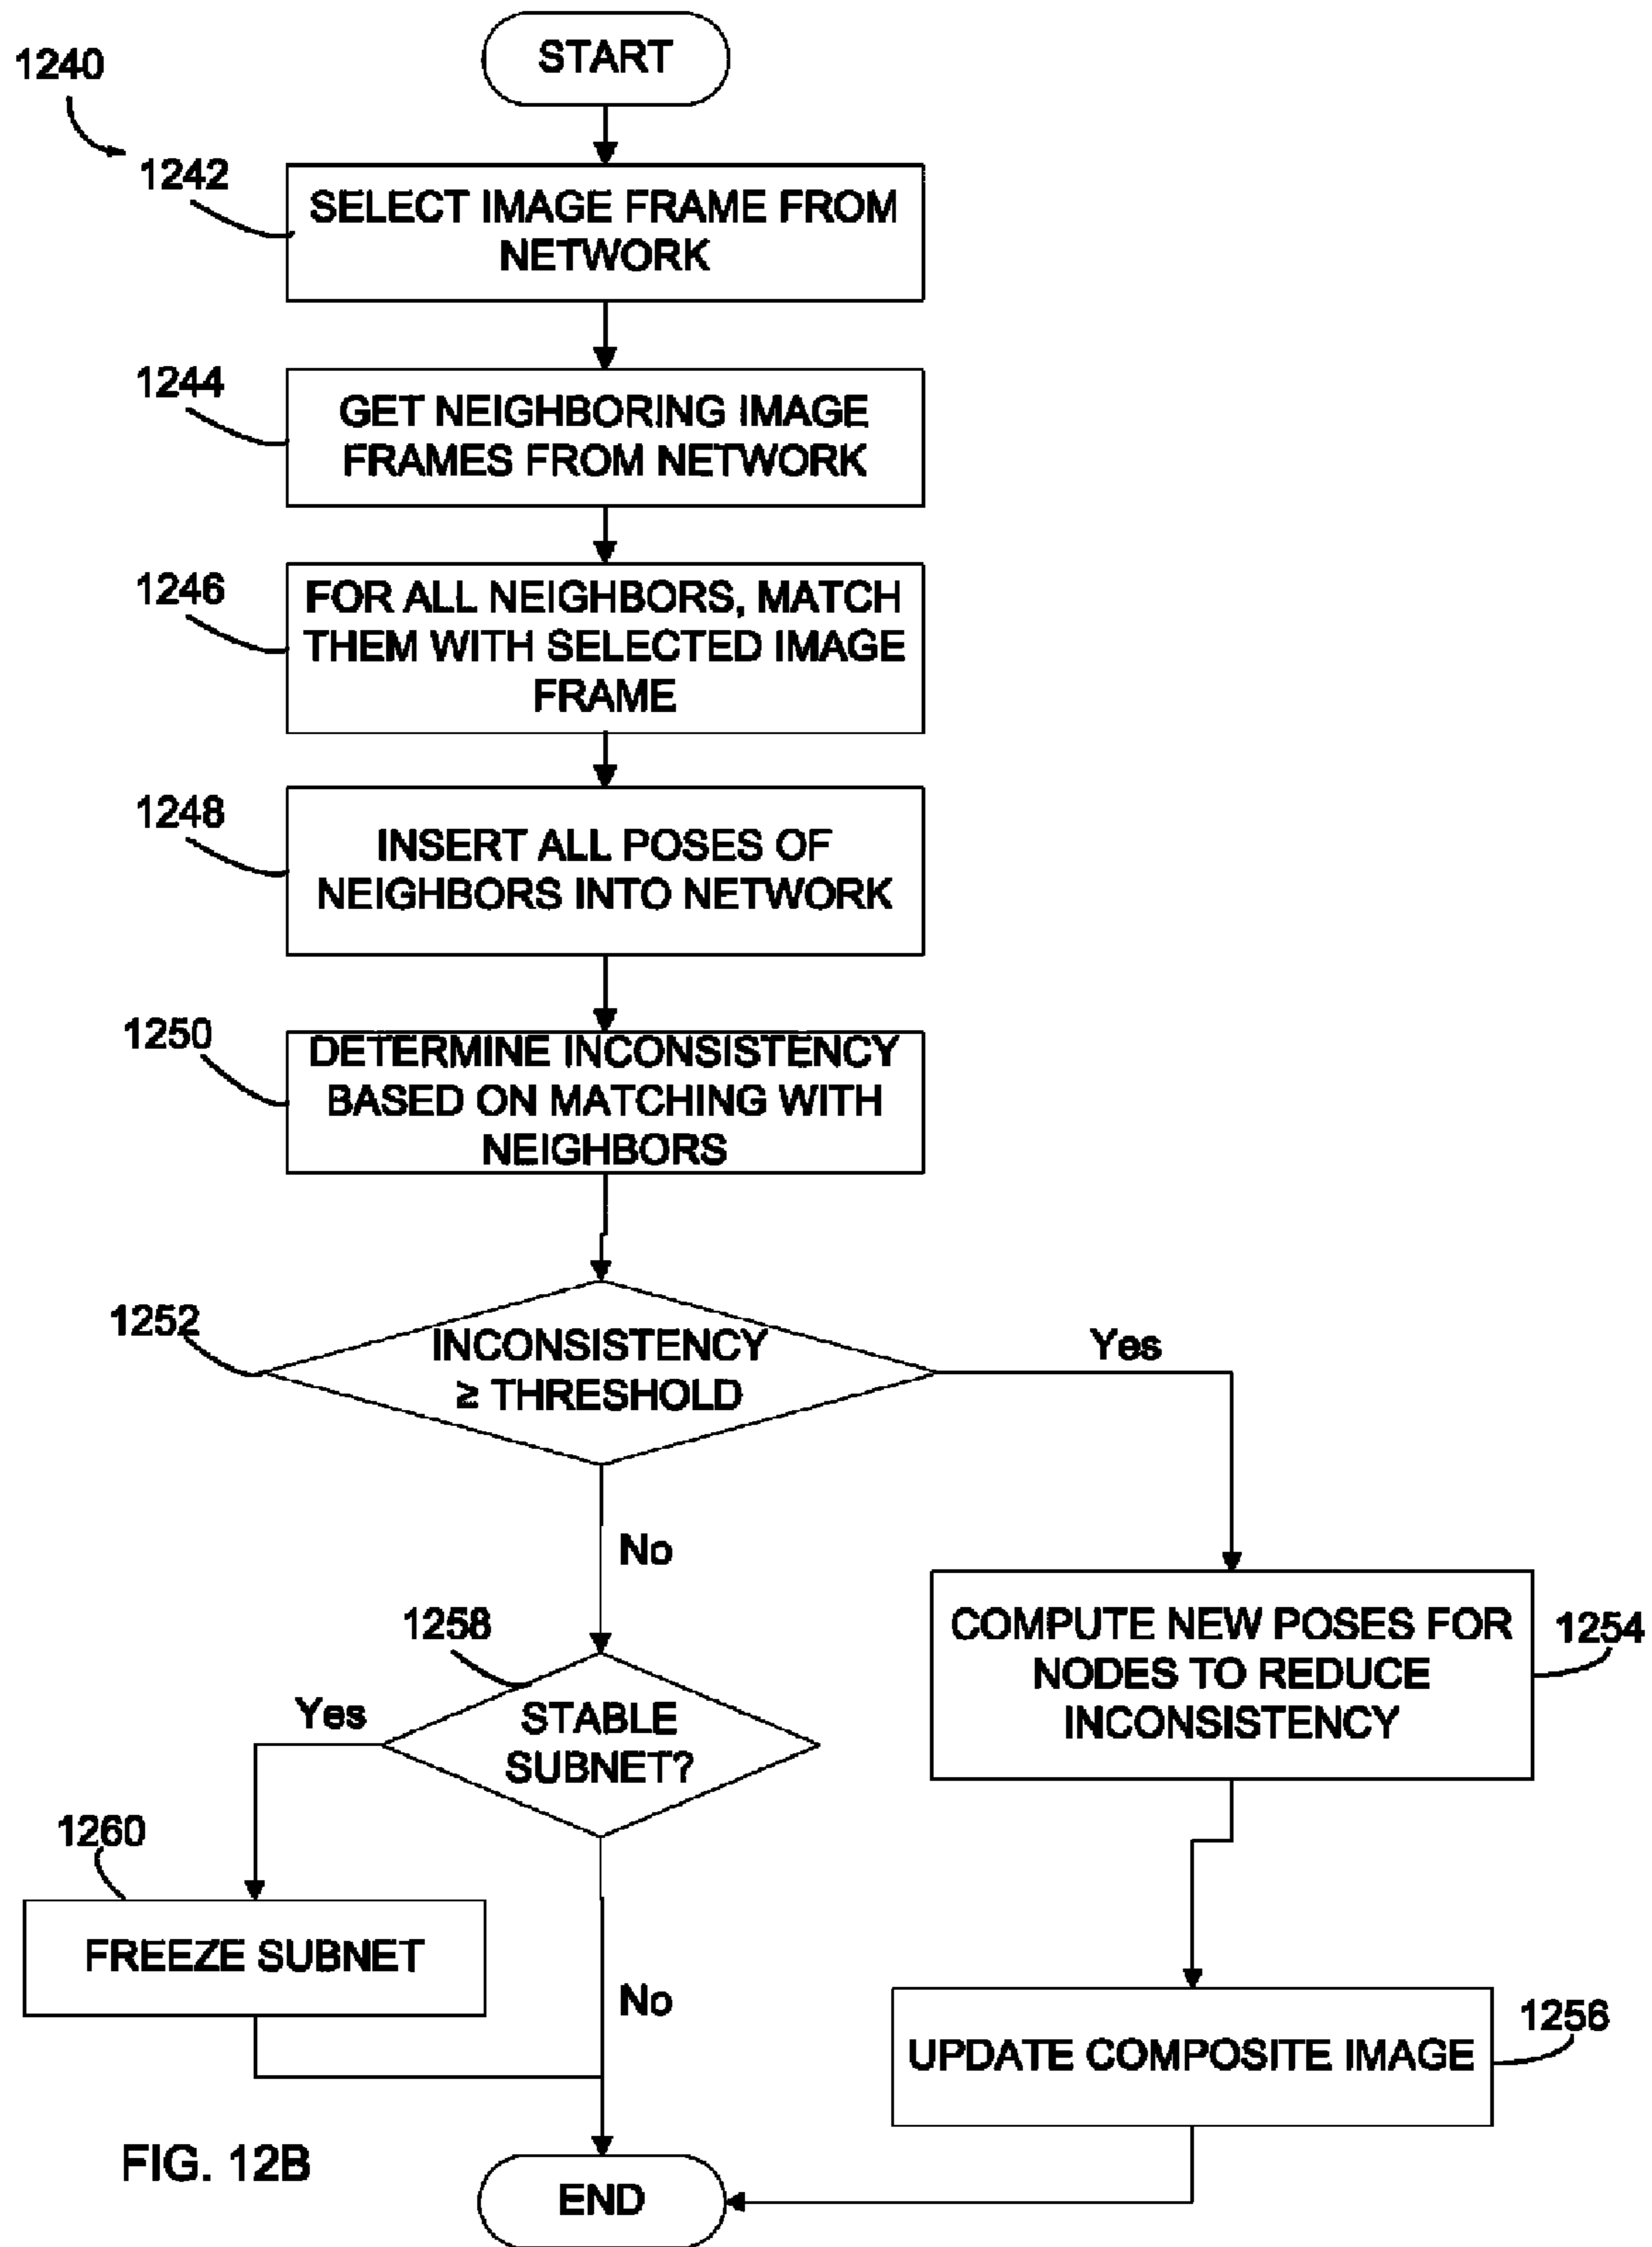 START
1240
1242
SELECT IMAGE FRAME FROM
NETWORK
1244
GET NEIGHBORING IMAGE
FRAMES FROM NETWORK
1246
FOR ALL NEIGHBORS, MATCH
THEM WITH SELECTED IMAGE
FRAME
1248
INSERT ALL POSES OF
NEIGHBORS INTO NETWORK
1250
DETERMINE INCONSISTENCY
BASED ON MATCHING WITH
NEIGHBORS
1252
INCONSISTENCY
≥ THRESHOLD
Yes
No
1254
COMPUTE NEW POSES FOR
NODES TO REDUCE
INCONSISTENCY
1258
STABLE
SUBNET?
Yes
1260
FREEZE SUBNET
No
1256
UPDATE COMPOSITE IMAGE
FIG. 12B
END